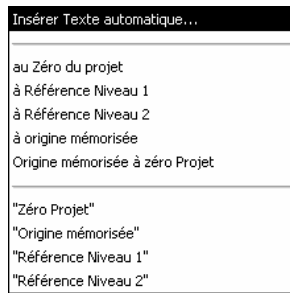 Insérer Texte automatique...
au Zéro du projet
à Référence Niveau 1
à Référence Niveau 2
à origine mémorisée
Origine mémorisée à zéro Projet
"Zéro Projet"
"Origine mémorisée"
"Référence Niveau 1"
"Référence Niveau 2"